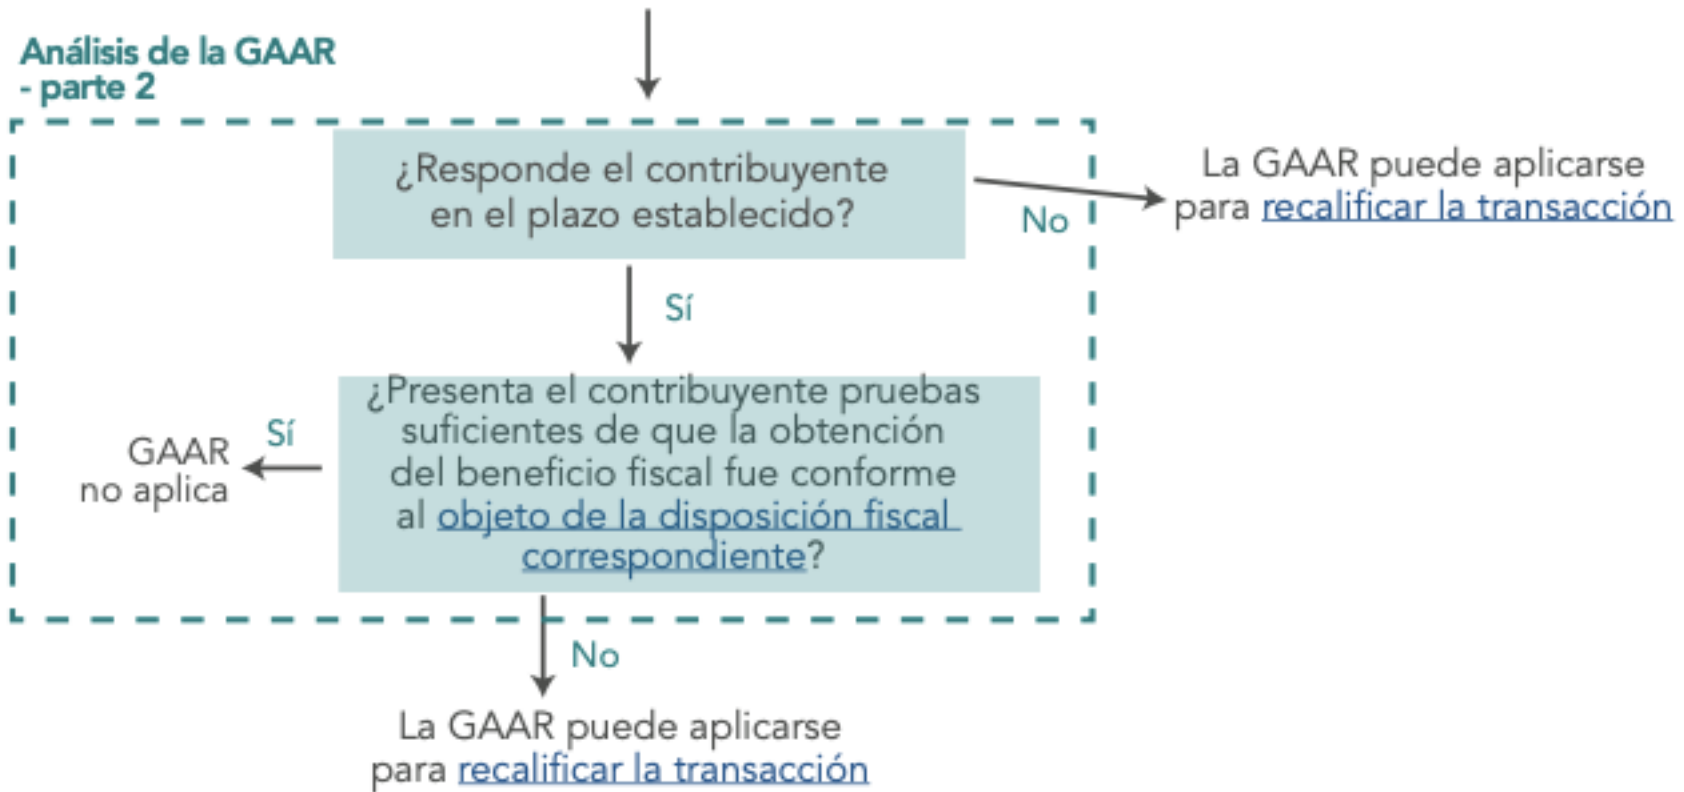 Análisis de la GAAR
- parte 2
¿Responde el contribuyente
en el plazo establecido?
No
La GAAR puede aplicarse
para recalificar la transacción
Sí
¿Presenta el contribuyente pruebas
suficientes de que la obtención
del beneficio fiscal fue conforme
al objeto de la disposición fiscal
correspondiente?
Sí
GAAR
no aplica
No
La GAAR puede aplicarse
para recalificar la transacción